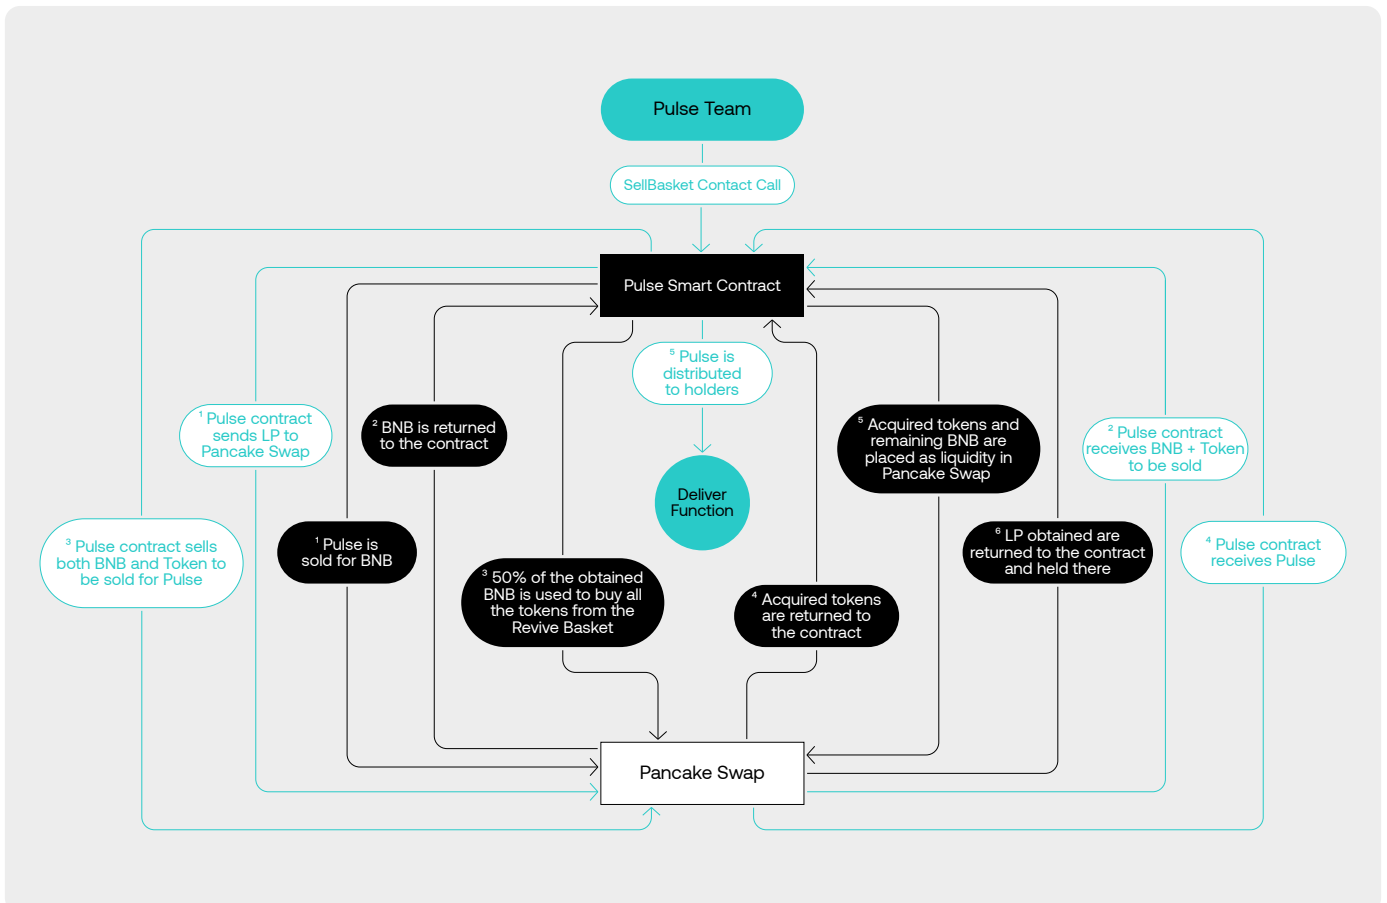 Pulse Team
SellBasket Contact Call
Pulse Smart Contract
⁵ Pulse is
distributed
to holders
¹ Pulse contract
sends LP to
Pancake Swap
² BNB is returned
to the contract
⁵ Acquired tokens and
remaining BNB are
placed as liquidity in
Pancake Swap
² Pulse contract
receives BNB + Token
to be sold
Deliver
Function
³ Pulse contract sells
both BNB and Token to
be sold for Pulse
¹ Pulse is
sold for BNB
⁶ LP obtained are
returned to the contract
and held there
⁴ Pulse contract
receives Pulse
³ 50% of the obtained
BNB is used to buy all
the tokens from the
Revive Basket
⁴ Acquired tokens
are returned to
the contract
Pancake Swap